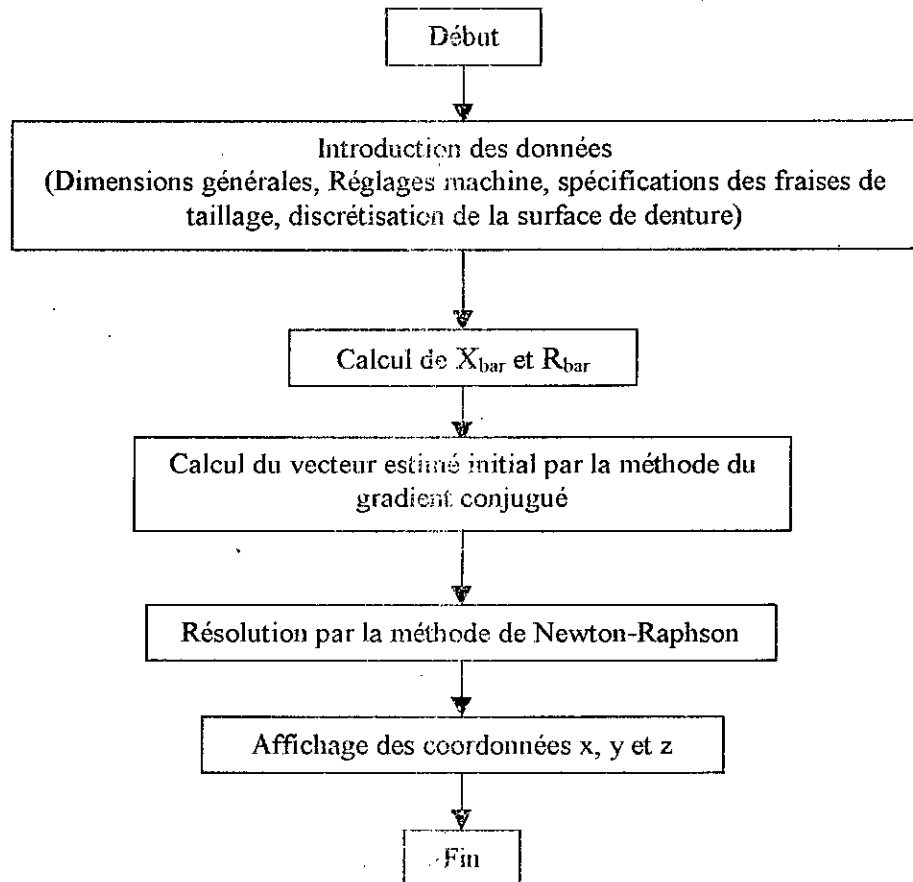 Début
Introduction des données
(Dimensions générales, Réglages machine, spécifications des fraises de
taillage, discrétisation de la surface de denture)
Calcul de Xbar et Rbar
Calcul du vecteur estimé initial par la méthode du
gradient conjugué
Résolution par la méthode de Newton-Raphson
Affichage des coordonnées x, y et z
Fin